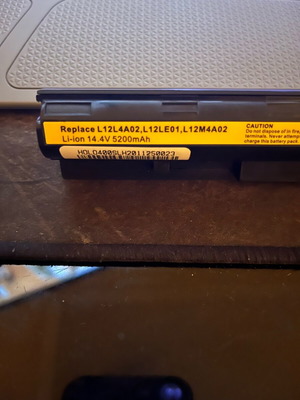 Replace L12L4A02,L12LE01,L12M4A02
Li-ion 14.4V 5200mAh
CAUTION
Do not dispose of in fire,
terminals. Never attempt
charge this battery pack